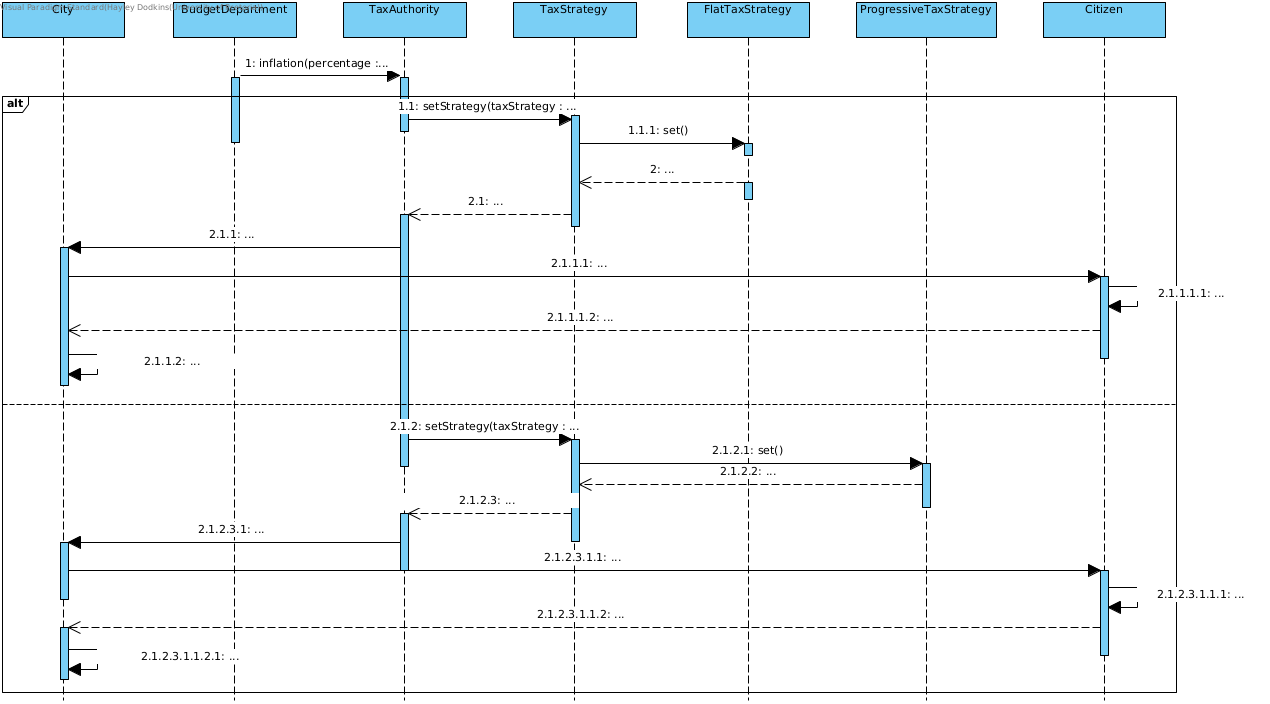 Visual Paradigm Standard(Hayley Dodkins(
City
BudgetDepartment
TaxAuthority
TaxStrategy
FlatTaxStrategy
ProgressiveTaxStrategy
Citizen
1: inflation(percentage :...
alt
1.1: setStrategy(taxStrategy : ...
1.1.1: set()
2: ...
2.1: ...
2.1.1: ...
2.1.1.1: ...
2.1.1.1.1: ...
2.1.1.1.2: ...
2.1.1.2: ...
2.1.2: setStrategy(taxStrategy : ...
2.1.2.1: set()
2.1.2.2: ...
2.1.2.3: ...
2.1.2.3.1: ...
2.1.2.3.1.1: ...
2.1.2.3.1.1.1: ...
2.1.2.3.1.1.2: ...
2.1.2.3.1.1.2.1: ...